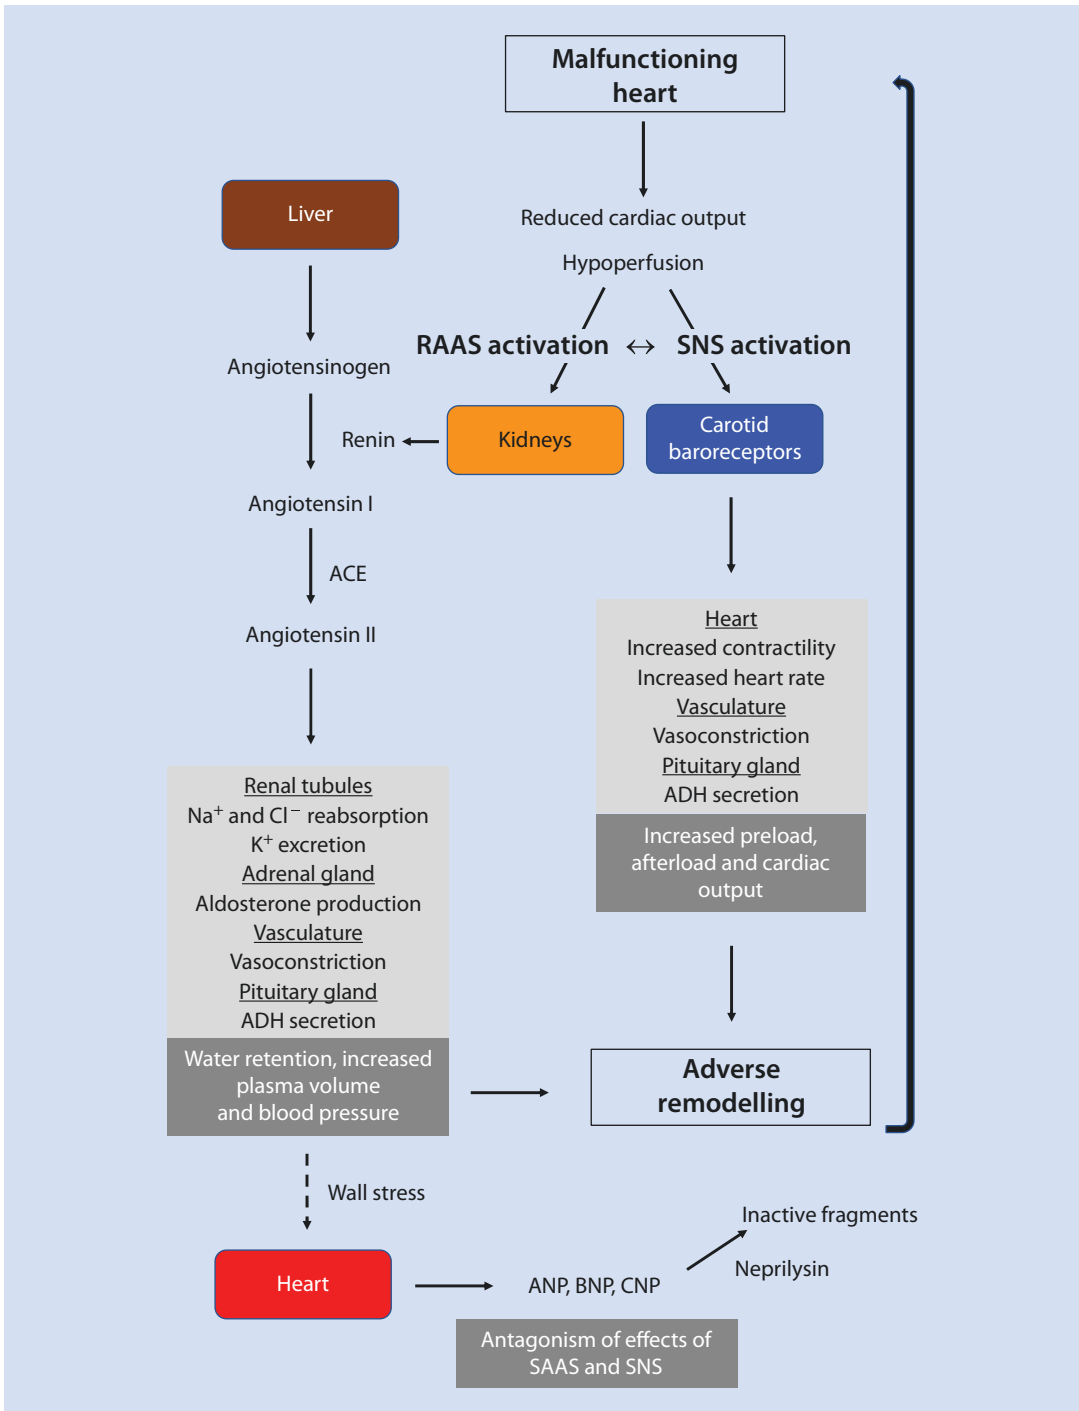 Malfunctioning
heart
Liver
Reduced cardiac output
Hypoperfusion
RAAS activation ↔ SNS activation
Angiotensinogen
Renin
Kidneys
Carotid
baroreceptors
Angiotensin I
ACE
Angiotensin II
Heart
Increased contractility
Increased heart rate
Vasculature
Vasoconstriction
Pituitary gland
ADH secretion
Increased preload,
afterload and cardiac
output
Renal tubules
Na⁺ and Cl⁻ reabsorption
K⁺ excretion
Adrenal gland
Aldosterone production
Vasculature
Vasoconstriction
Pituitary gland
ADH secretion
Water retention, increased
plasma volume
and blood pressure
Adverse
remodelling
Wall stress
Heart
ANP, BNP, CNP
Inactive fragments
Neprilysin
Antagonism of effects of
SAAS and SNS